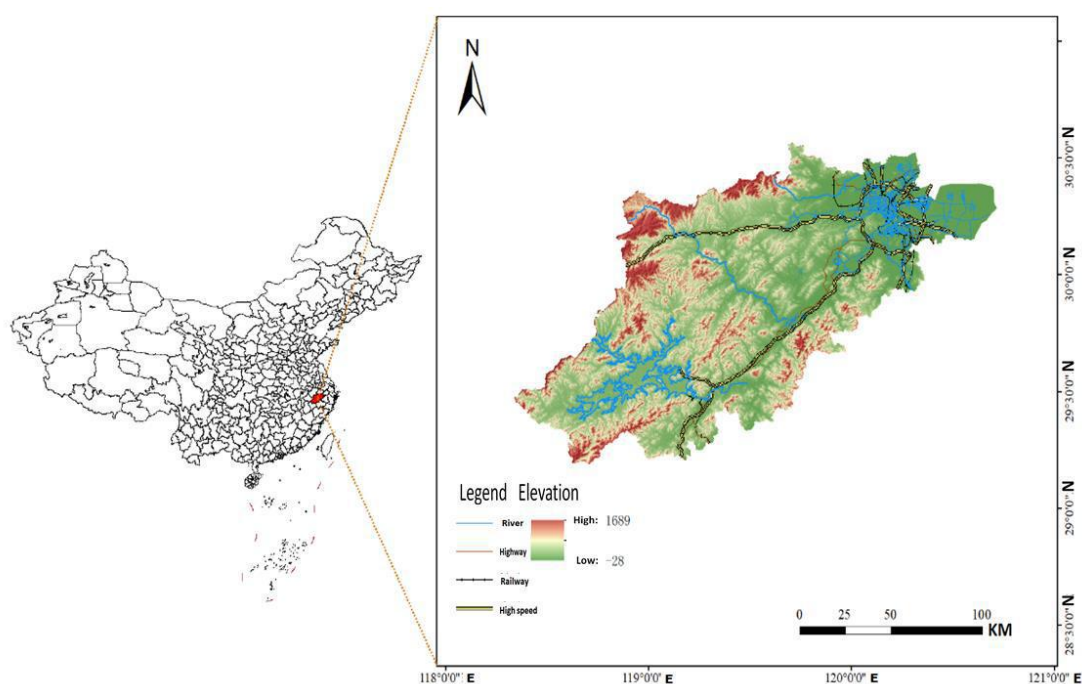 N
Legend Elevation
River
Highway
Railway
High speed
High: 1689
Low: -28
0 25 50 100
KM
30°30'0" N
30°0'0" N
29°30'0" N
29°0'0" N
28°30'0" N
118°0'0" E
119°0'0" E
120°0'0" E
121°0'0" E